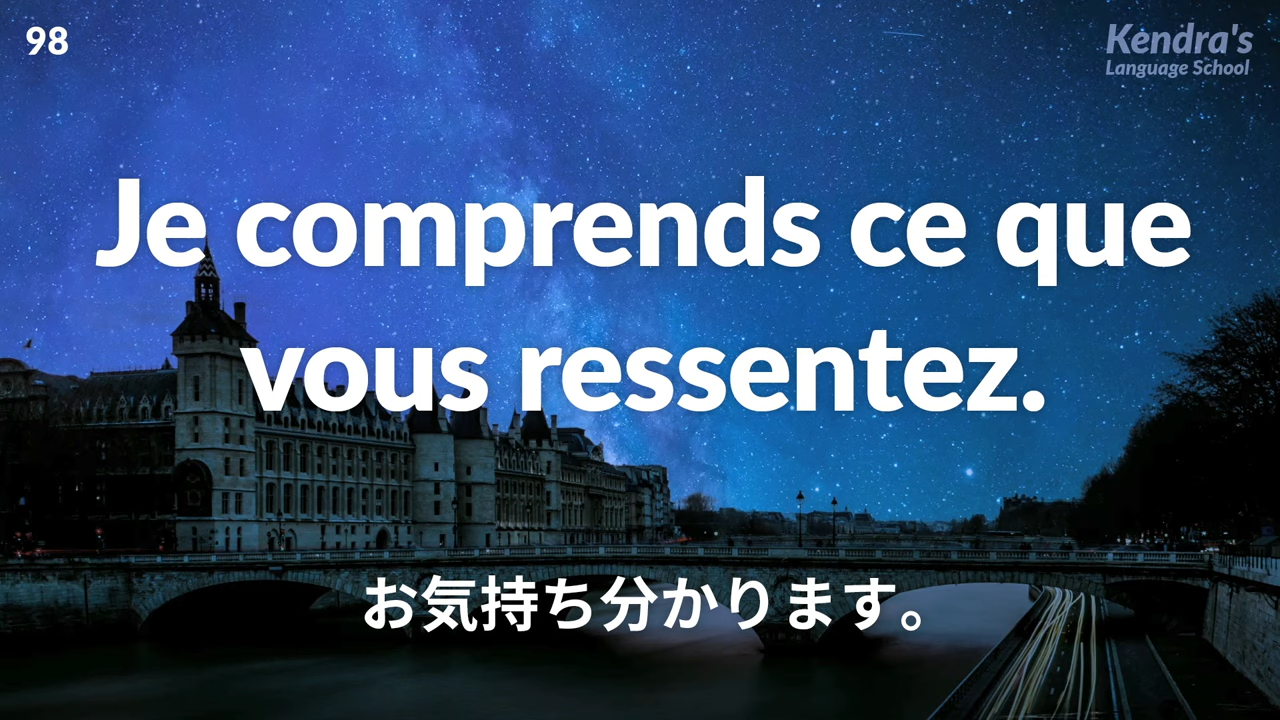 98
Kendra's
Language School
Je comprends ce que
vous ressentez.
お気持ち分かります。